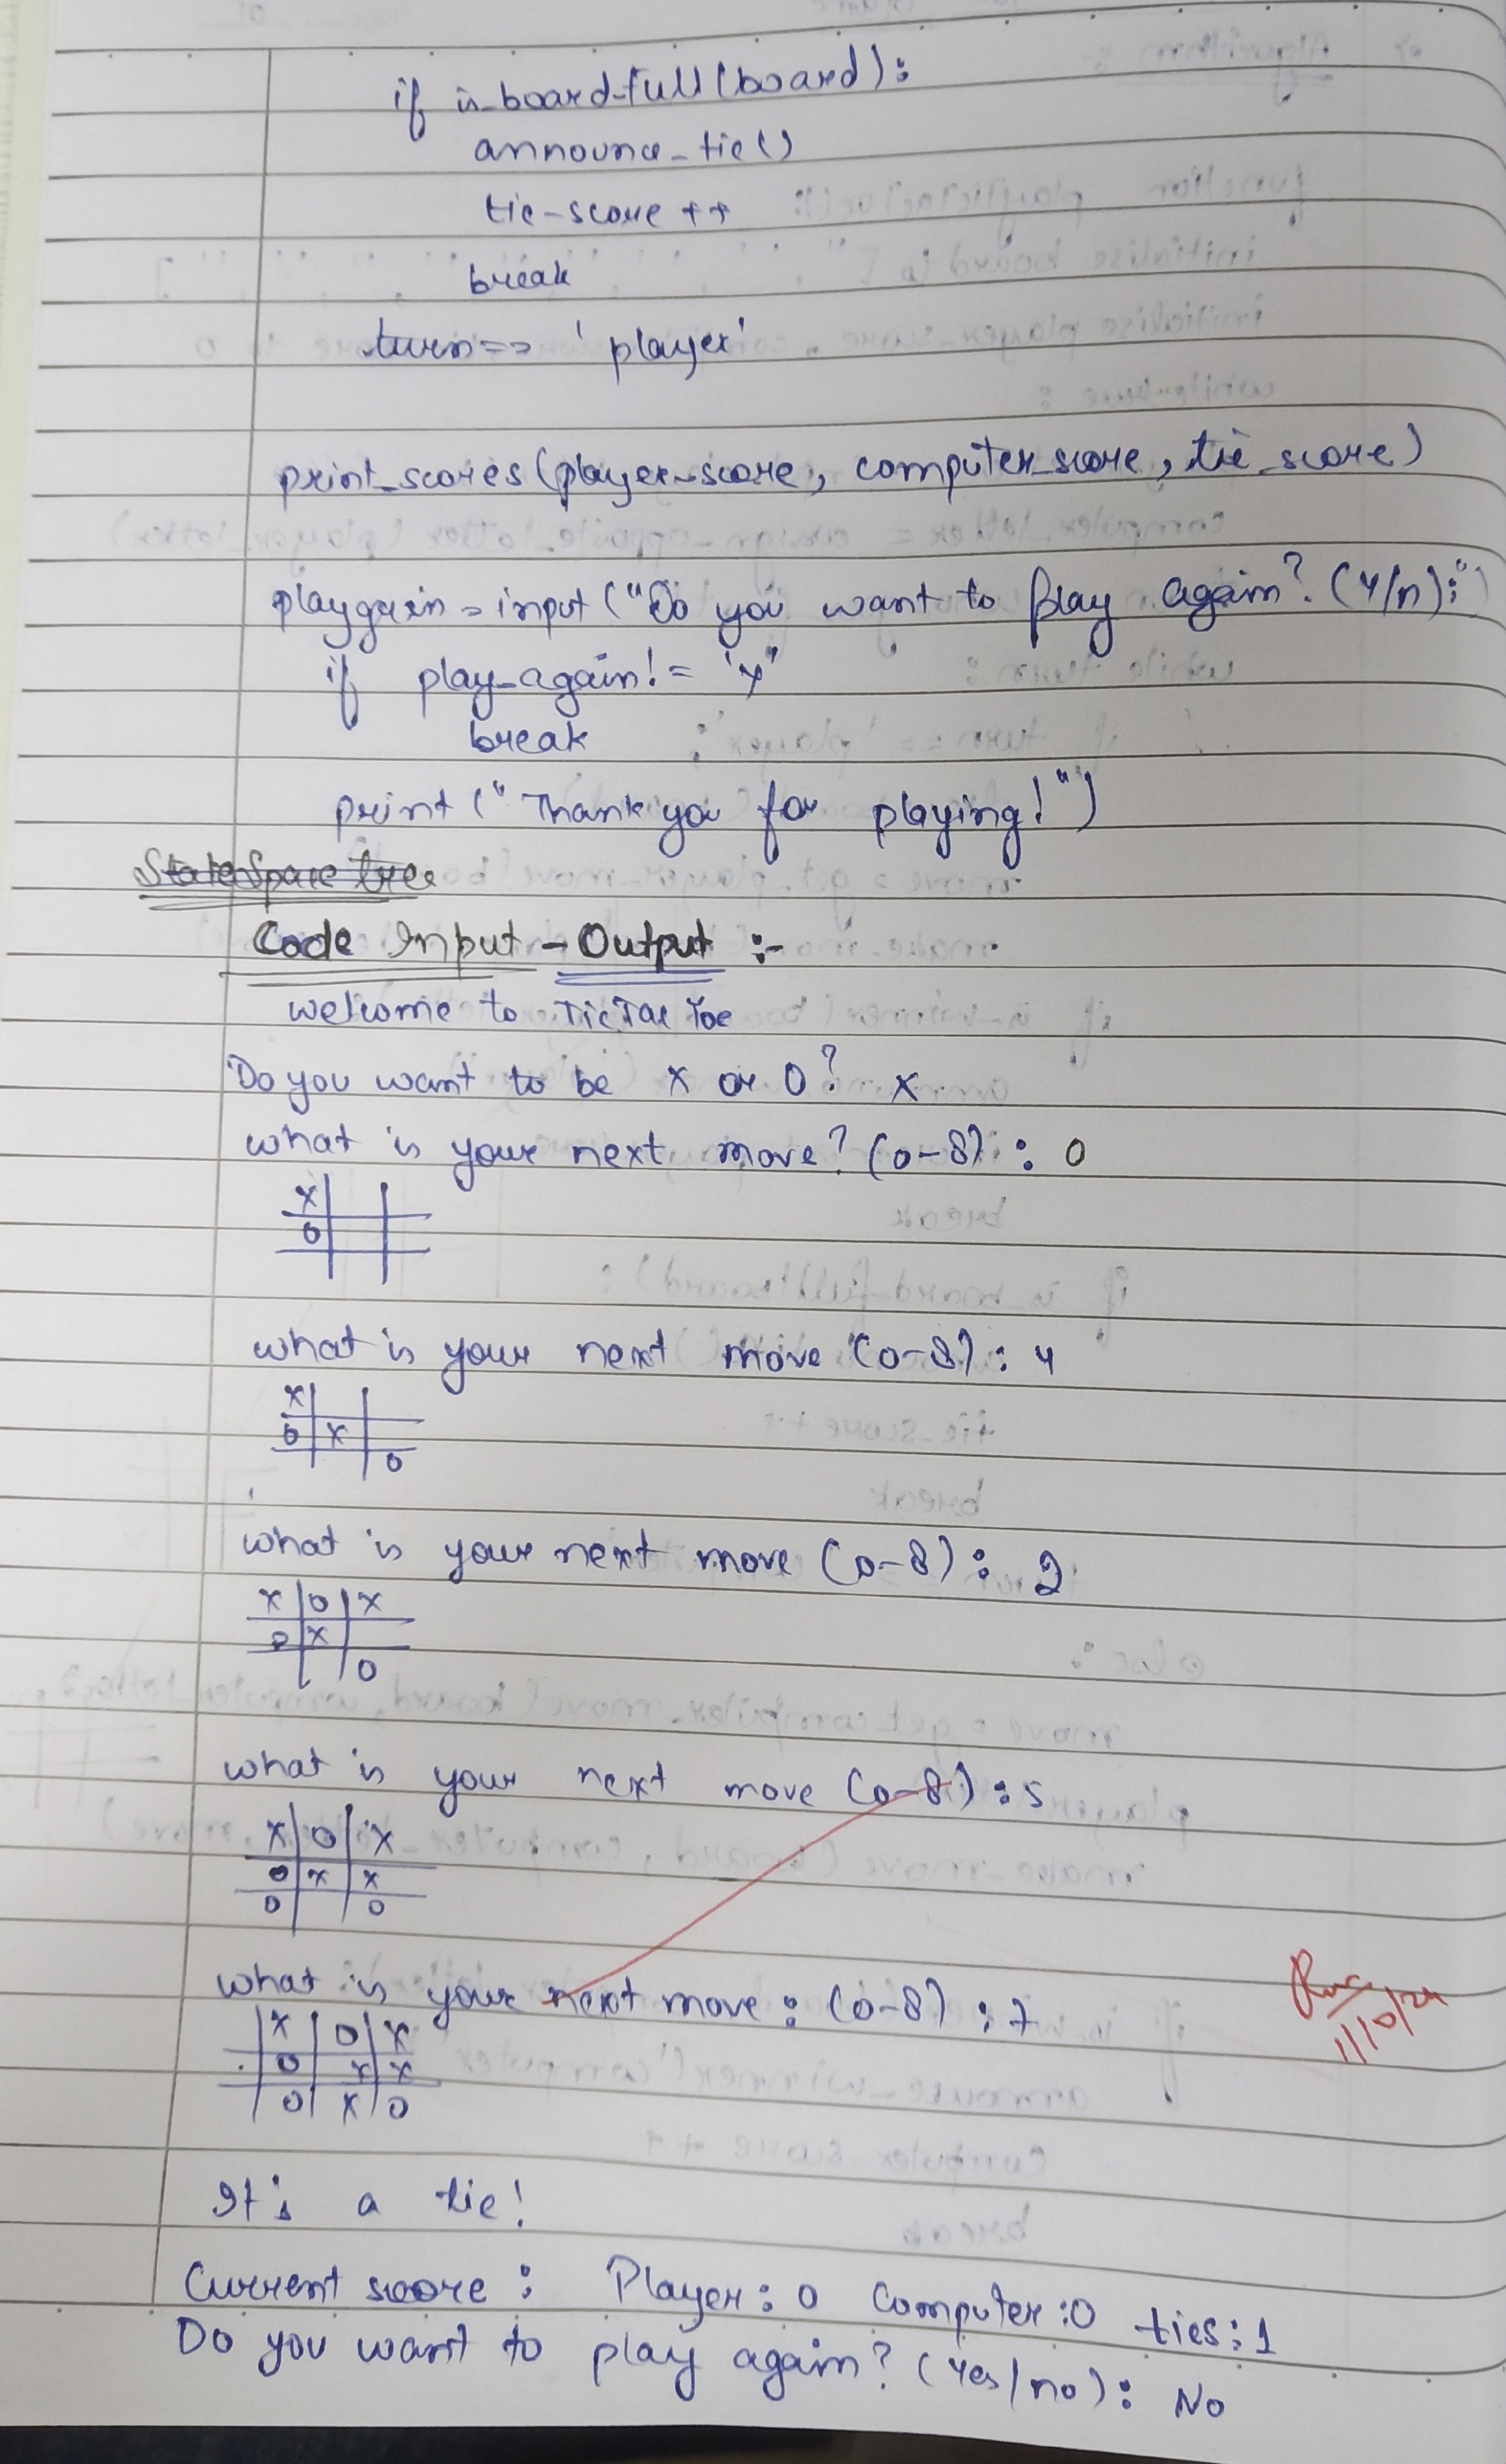 if is_board_full(board):
announce_tie()
tie-score ++
break
turn== 'player'
print_scores(player_score, computer_score, tie_score)
playgain = input("Do you want to play again? (Y/n):")
if play_again! = 'y'
break
print ("Thank you for playing!")
State Space tree
Code Input - Output :-
welcome to TicTac Toe
Do you want to be x or 0? x
what is your next move? (0-8) : 0
x
0
what is your next move (0-8) : 4
x
0 x
0
what is your next move (0-8) : 2
x 0 x
0 x
0
what is your next move (0-8) : 5
x 0 x
0 x x
0 0
what is your next move : (0-8) : 7
x 0 x
0 x x
0 x 0
1/10/24
It's a tie!
Current score : Player : 0 Computer :0 ties : 1
Do you want to play again? (Yes/no) : No